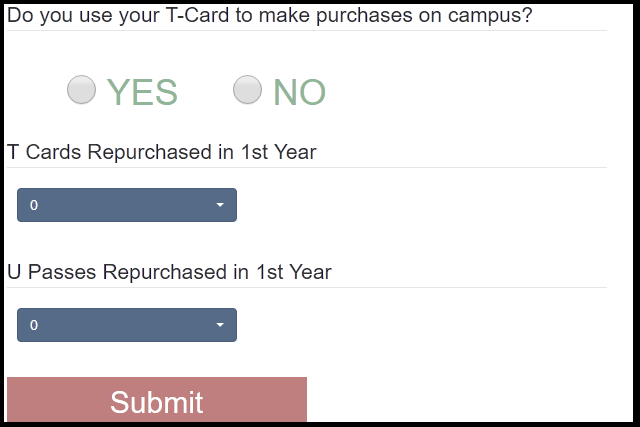 Do you use your T-Card to make purchases on campus?
YES NO
T Cards Repurchased in 1st Year
0
U Passes Repurchased in 1st Year
0
Submit